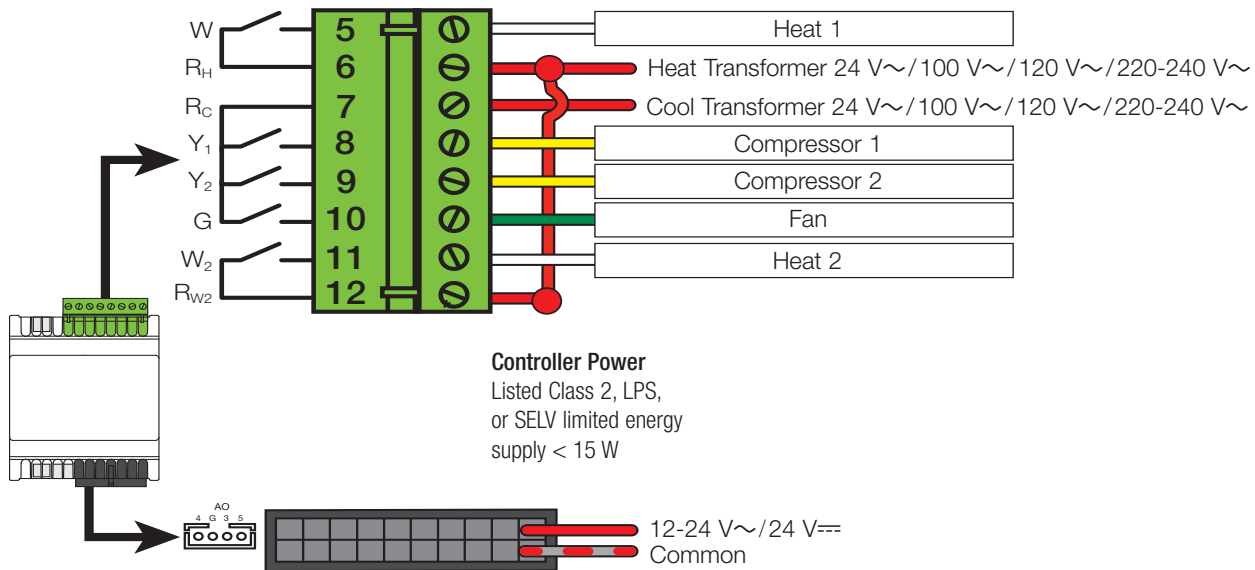 W 5 Heat 1
RH 6 Heat Transformer 24 V～/100 V～/120 V～/220-240 V～
RC 7 Cool Transformer 24 V～/100 V～/120 V～/220-240 V～
Y1 8 Compressor 1
Y2 9 Compressor 2
G 10 Fan
W2 11 Heat 2
RW2 12
Controller Power
Listed Class 2, LPS,
or SELV limited energy
supply < 15 W
AO
4 G 3 5
12-24 V～/24 V⎓
Common